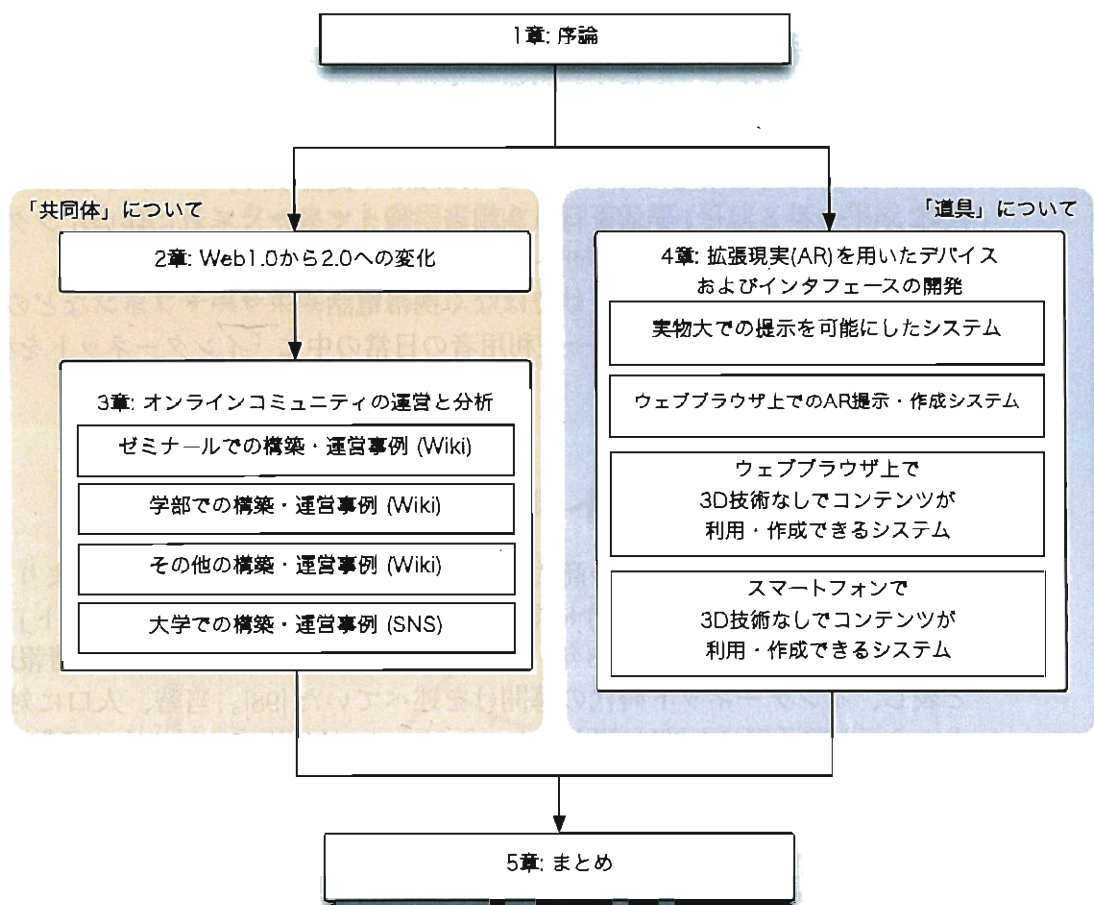 1章: 序論
「共同体」について
2章: Web1.0から2.0への変化
3章: オンラインコミュニティの運営と分析
ゼミナールでの構築・運営事例 (Wiki)
学部での構築・運営事例 (Wiki)
その他の構築・運営事例 (Wiki)
大学での構築・運営事例 (SNS)
「道具」について
4章: 拡張現実(AR)を用いたデバイス
およびインタフェースの開発
実物大での提示を可能にしたシステム
ウェブブラウザ上でのAR提示・作成システム
ウェブブラウザ上で
3D技術なしでコンテンツが
利用・作成できるシステム
スマートフォンで
3D技術なしでコンテンツが
利用・作成できるシステム
5章: まとめ